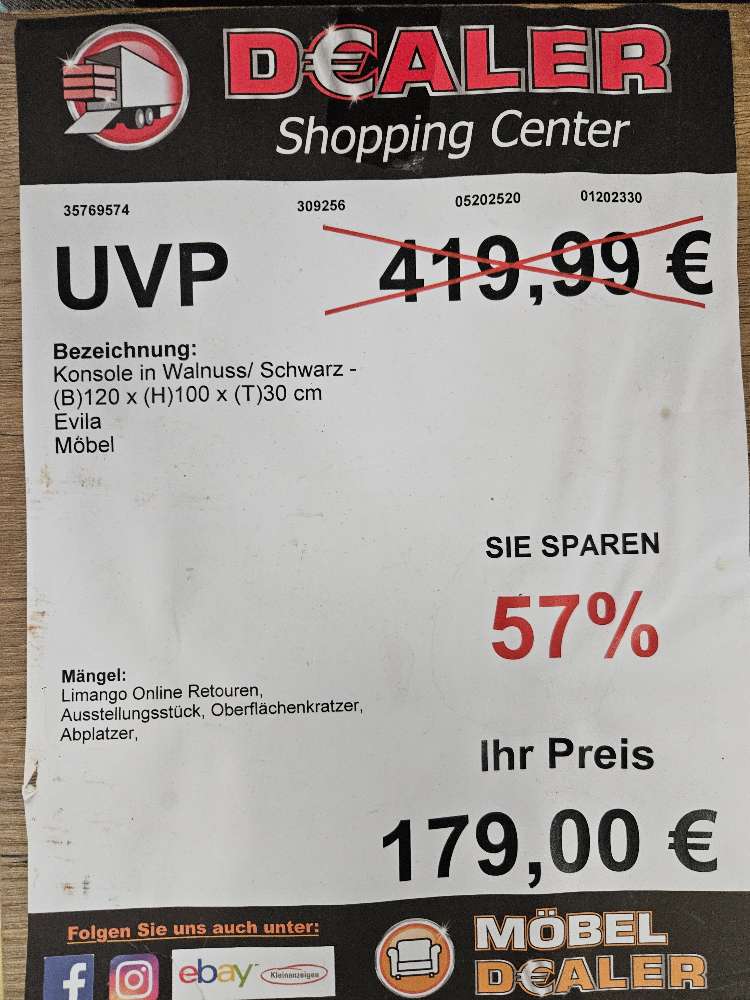 D€ALER
Shopping Center
35769574 309256 05202520 01202330
UVP 419,99 €
Bezeichnung:
Konsole in Walnuss/ Schwarz -
(B)120 x (H)100 x (T)30 cm
Evila
Möbel
SIE SPAREN
57%
Mängel:
Limango Online Retouren,
Ausstellungsstück, Oberflächenkratzer,
Abplatzer,
Ihr Preis
179,00 €
Folgen Sie uns auch unter:
f ebay Kleinanzeigen
MÖBEL
D€ALER